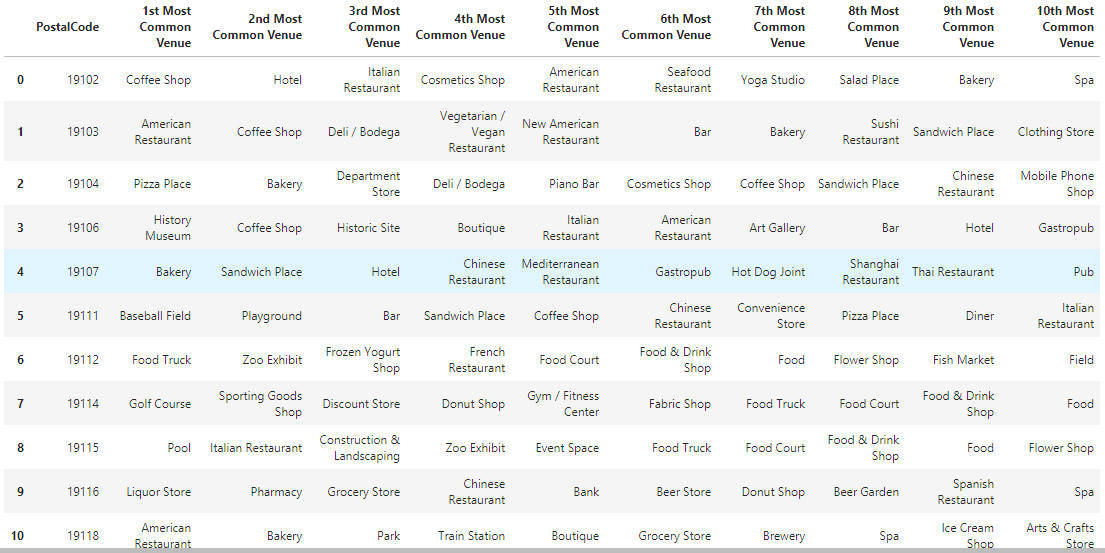 PostalCode 1st Most Common Venue 2nd Most Common Venue 3rd Most Common Venue 4th Most Common Venue 5th Most Common Venue 6th Most Common Venue 7th Most Common Venue 8th Most Common Venue 9th Most Common Venue 10th Most Common Venue
0 19102 Coffee Shop Hotel Italian Restaurant Cosmetics Shop American Restaurant Seafood Restaurant Yoga Studio Salad Place Bakery Spa
1 19103 American Restaurant Coffee Shop Deli / Bodega Vegetarian / Vegan Restaurant New American Restaurant Bar Bakery Sushi Restaurant Sandwich Place Clothing Store
2 19104 Pizza Place Bakery Department Store Deli / Bodega Piano Bar Cosmetics Shop Coffee Shop Sandwich Place Chinese Restaurant Mobile Phone Shop
3 19106 History Museum Coffee Shop Historic Site Boutique Italian Restaurant American Restaurant Art Gallery Bar Hotel Gastropub
4 19107 Bakery Sandwich Place Hotel Chinese Restaurant Mediterranean Restaurant Gastropub Hot Dog Joint Shanghai Restaurant Thai Restaurant Pub
5 19111 Baseball Field Playground Bar Sandwich Place Coffee Shop Chinese Restaurant Convenience Store Pizza Place Diner Italian Restaurant
6 19112 Food Truck Zoo Exhibit Frozen Yogurt Shop French Restaurant Food Court Food & Drink Shop Food Flower Shop Fish Market Field
7 19114 Golf Course Sporting Goods Shop Discount Store Donut Shop Gym / Fitness Center Fabric Shop Food Truck Food Court Food & Drink Shop Food
8 19115 Pool Italian Restaurant Construction & Landscaping Zoo Exhibit Event Space Food Truck Food Court Food & Drink Shop Food Flower Shop
9 19116 Liquor Store Pharmacy Grocery Store Chinese Restaurant Bank Beer Store Donut Shop Beer Garden Spanish Restaurant Spa
10 19118 American Restaurant Bakery Park Train Station Boutique Grocery Store Brewery Spa Ice Cream Shop Arts & Crafts Store